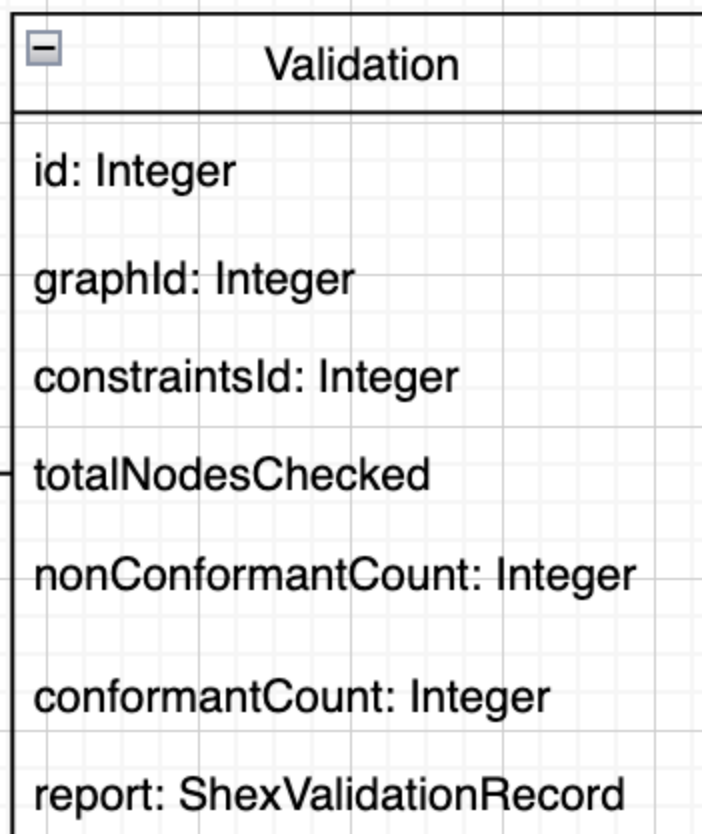 Validation
id: Integer
graphId: Integer
constraintsId: Integer
totalNodesChecked
nonConformantCount: Integer
conformantCount: Integer
report: ShexValidationRecord